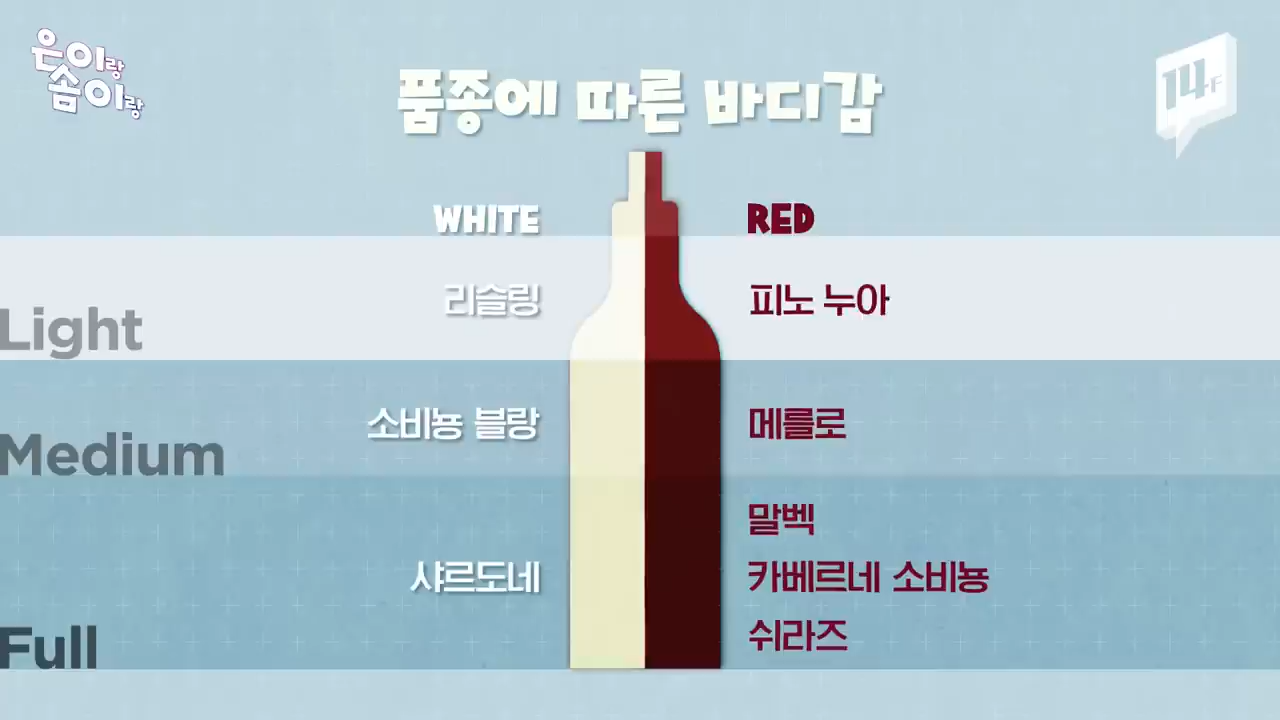 은이랑
솜이랑
14F
품종에 따른 바디감
WHITE
RED
Light
리슬링
피노 누아
Medium
소비뇽 블랑
메를로
말벡
샤르도네
카베르네 소비뇽
쉬라즈
Full